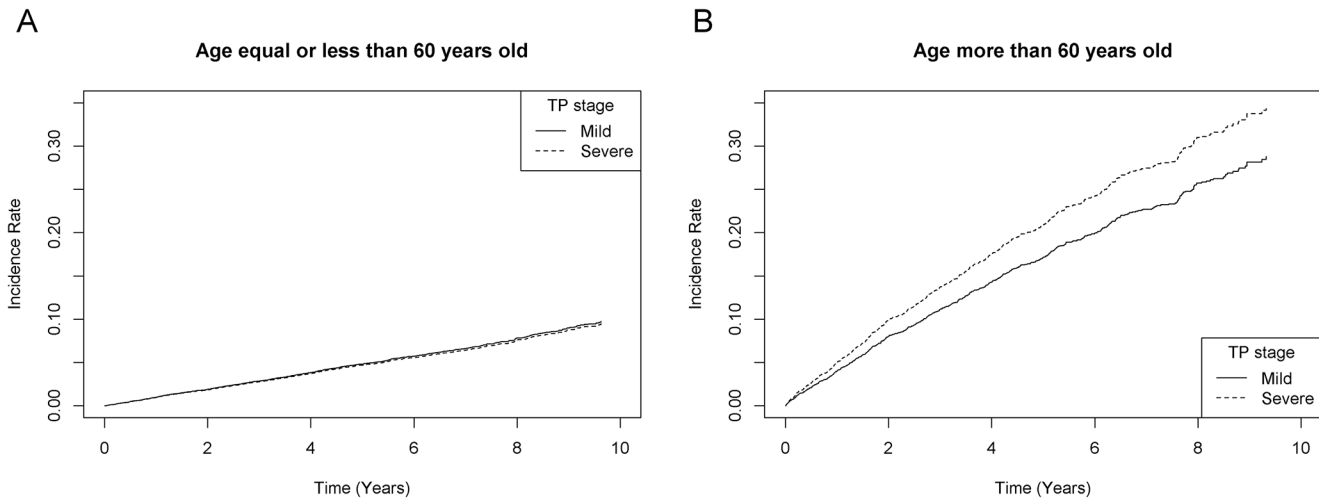 A
Age equal or less than 60 years old
TP stage
Mild
Severe
Incidence Rate
0.30
0.20
0.10
0.00
0 2 4 6 8 10
Time (Years)
B
Age more than 60 years old
Incidence Rate
0.30
0.20
0.10
0.00
TP stage
Mild
Severe
0 2 4 6 8 10
Time (Years)